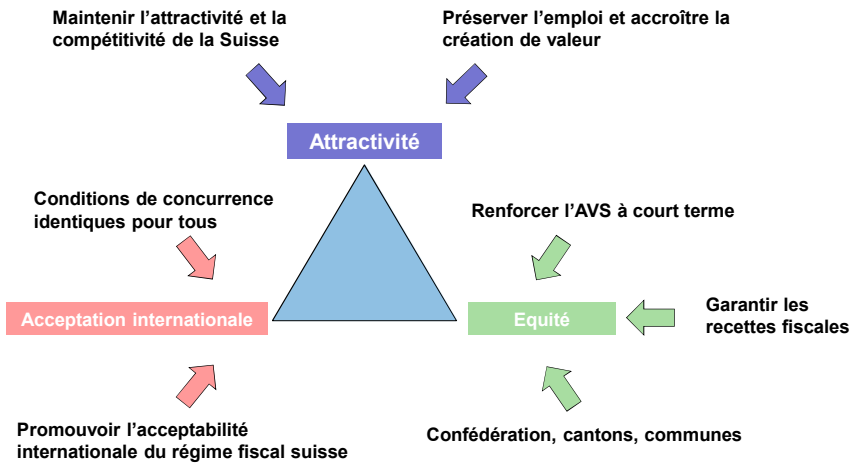 Maintenir l’attractivité et la
compétitivité de la Suisse
Préserver l’emploi et accroître la
création de valeur
Attractivité
Conditions de concurrence
identiques pour tous
Renforcer l’AVS à court terme
Acceptation internationale
Equité
Garantir les
recettes fiscales
Promouvoir l’acceptabilité
internationale du régime fiscal suisse
Confédération, cantons, communes